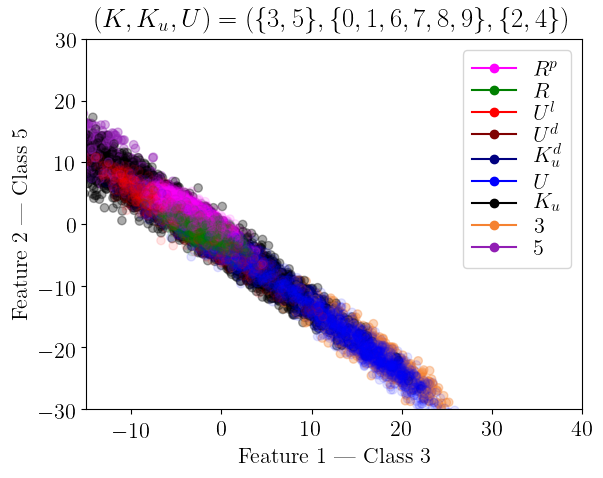 (K, K_u, U) = ({3, 5}, {0, 1, 6, 7, 8, 9}, {2, 4})
30
20
10
0
−10
−20
−30
−10
0
10
20
30
40
Feature 2 — Class 5
Feature 1 — Class 3
R^p
R
U^l
U^d
K_u^d
U
K_u
3
5